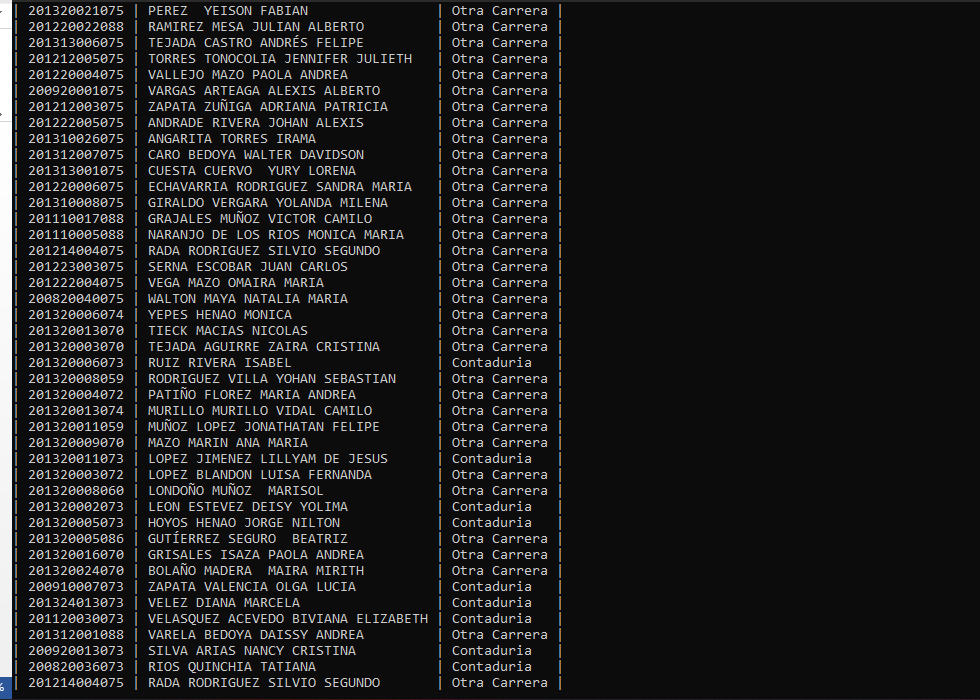 | 201320021075 | PEREZ  YEISON FABIAN | Otra Carrera |
| 201220022088 | RAMIREZ MESA JULIAN ALBERTO | Otra Carrera |
| 201313006075 | TEJADA CASTRO ANDRÉS FELIPE | Otra Carrera |
| 201212005075 | TORRES TONOCOLIA JENNIFER JULIETH | Otra Carrera |
| 201220004075 | VALLEJO MAZO PAOLA ANDREA | Otra Carrera |
| 200920001075 | VARGAS ARTEAGA ALEXIS ALBERTO | Otra Carrera |
| 201212003075 | ZAPATA ZUÑIGA ADRIANA PATRICIA | Otra Carrera |
| 201222005075 | ANDRADE RIVERA JOHAN ALEXIS | Otra Carrera |
| 201310026075 | ANGARITA TORRES IRAMA | Otra Carrera |
| 201312007075 | CARO BEDOYA WALTER DAVIDSON | Otra Carrera |
| 201313001075 | CUESTA CUERVO  YURY LORENA | Otra Carrera |
| 201220006075 | ECHAVARRIA RODRIGUEZ SANDRA MARIA | Otra Carrera |
| 201310008075 | GIRALDO VERGARA YOLANDA MILENA | Otra Carrera |
| 201110017088 | GRAJALES MUÑOZ VICTOR CAMILO | Otra Carrera |
| 201110005088 | NARANJO DE LOS RIOS MONICA MARIA | Otra Carrera |
| 201214004075 | RADA RODRIGUEZ SILVIO SEGUNDO | Otra Carrera |
| 201223003075 | SERNA ESCOBAR JUAN CARLOS | Otra Carrera |
| 201222004075 | VEGA MAZO OMAIRA MARIA | Otra Carrera |
| 200820040075 | WALTON MAYA NATALIA MARIA | Otra Carrera |
| 201320006074 | YEPES HENAO MONICA | Otra Carrera |
| 201320013070 | TIECK MACIAS NICOLAS | Otra Carrera |
| 201320003070 | TEJADA AGUIRRE ZAIRA CRISTINA | Otra Carrera |
| 201320006073 | RUIZ RIVERA ISABEL | Contaduria |
| 201320008059 | RODRIGUEZ VILLA YOHAN SEBASTIAN | Otra Carrera |
| 201320004072 | PATIÑO FLOREZ MARIA ANDREA | Otra Carrera |
| 201320013074 | MURILLO MURILLO VIDAL CAMILO | Otra Carrera |
| 201320011059 | MUÑOZ LOPEZ JONATHATAN FELIPE | Otra Carrera |
| 201320009070 | MAZO MARIN ANA MARIA | Otra Carrera |
| 201320011073 | LOPEZ JIMENEZ LILLYAM DE JESUS | Contaduria |
| 201320003072 | LOPEZ BLANDON LUISA FERNANDA | Otra Carrera |
| 201320008060 | LONDOÑO MUÑOZ  MARISOL | Otra Carrera |
| 201320002073 | LEON ESTEVEZ DEISY YOLIMA | Contaduria |
| 201320005073 | HOYOS HENAO JORGE NILTON | Contaduria |
| 201320005086 | GUTÍERREZ SEGURO  BEATRIZ | Otra Carrera |
| 201320016070 | GRISALES ISAZA PAOLA ANDREA | Otra Carrera |
| 201320024070 | BOLAÑO MADERA  MAIRA MIRITH | Otra Carrera |
| 200910007073 | ZAPATA VALENCIA OLGA LUCIA | Contaduria |
| 201324013073 | VELEZ DIANA MARCELA | Contaduria |
| 201120030073 | VELASQUEZ ACEVEDO BIVIANA ELIZABETH | Contaduria |
| 201312001088 | VARELA BEDOYA DAISSY ANDREA | Otra Carrera |
| 200920013073 | SILVA ARIAS NANCY CRISTINA | Contaduria |
| 200820036073 | RIOS QUINCHIA TATIANA | Contaduria |
| 201214004075 | RADA RODRIGUEZ SILVIO SEGUNDO | Otra Carrera |